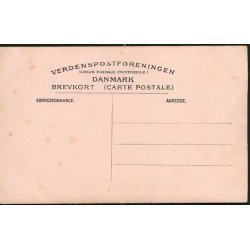 VERDENSPOSTFORENINGEN
(UNION POSTALE UNIVERSELLE.)
DANMARK
BREVKORT (CARTE POSTALE)
CORRESPONDANCE. ADRESSE.